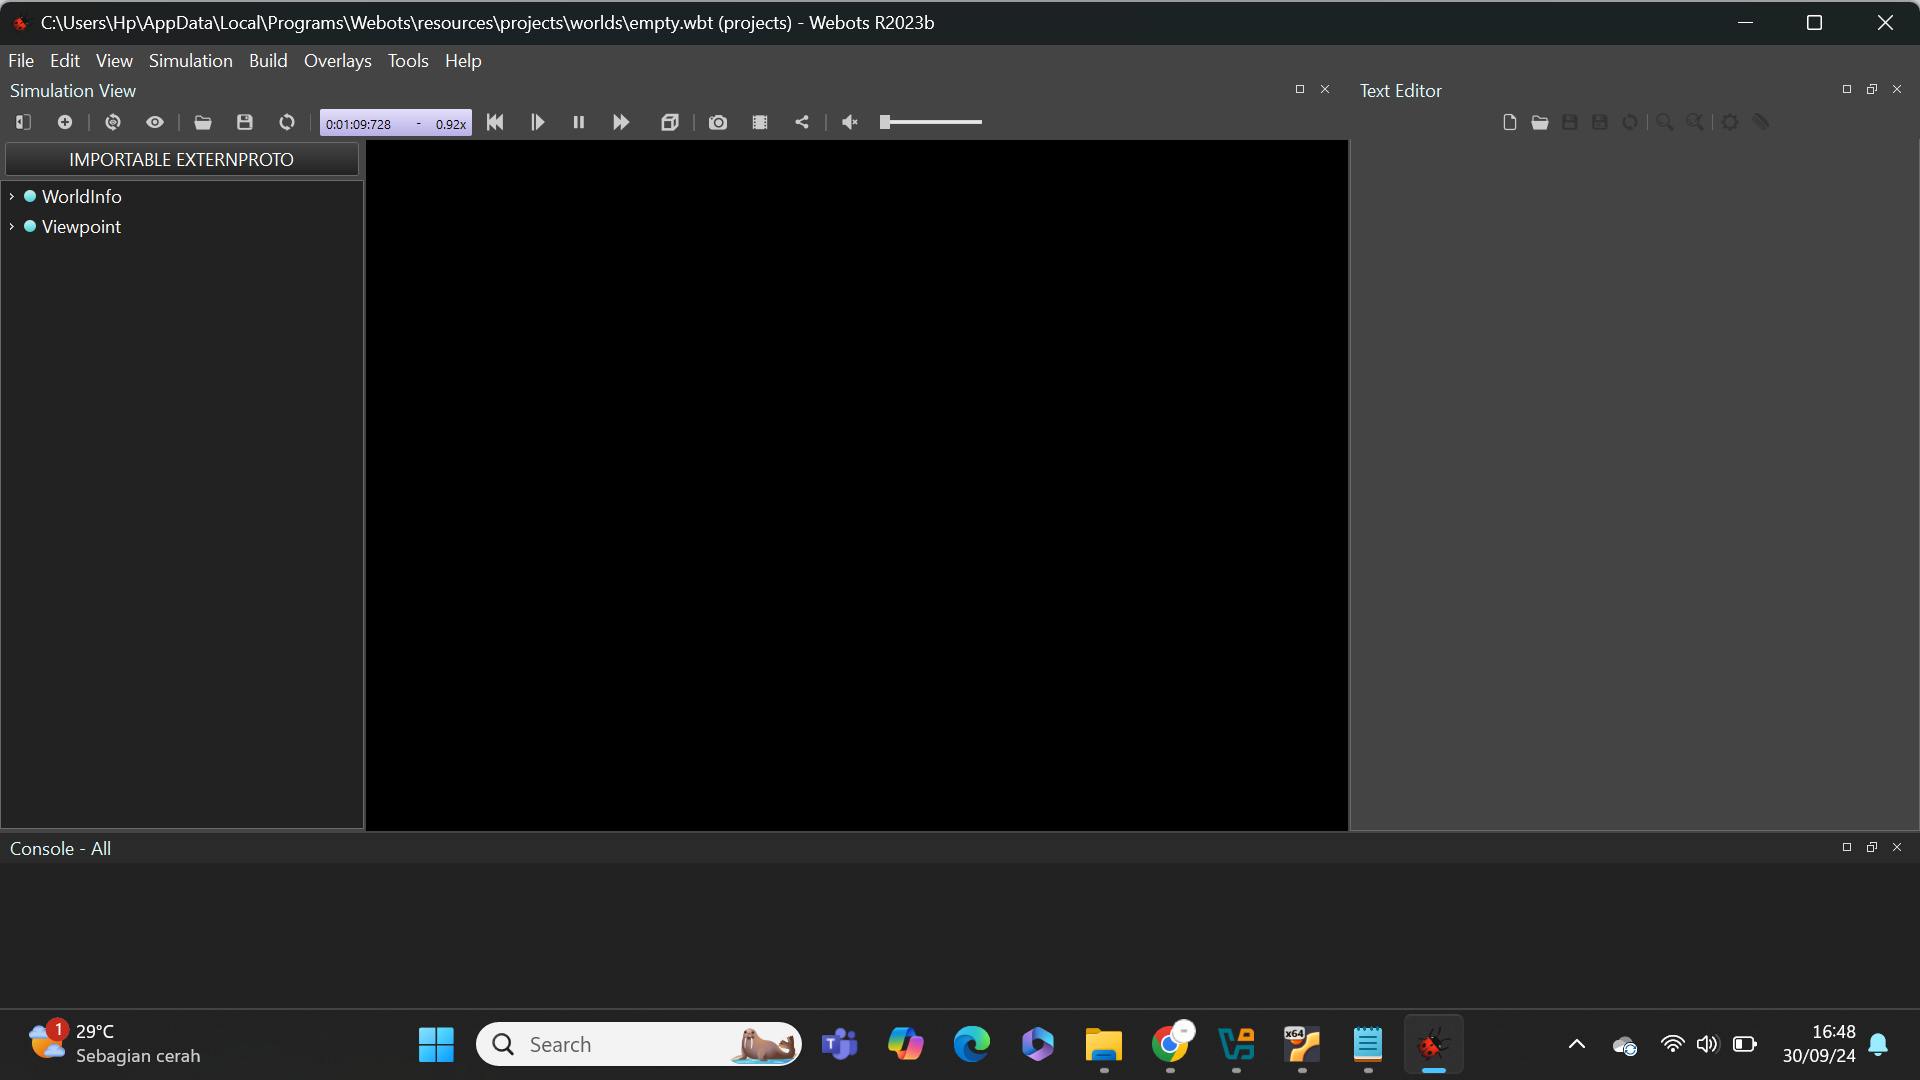 C:\Users\Hp\AppData\Local\Programs\Webots\resources\projects\worlds\empty.wbt (projects) - Webots R2023b
File Edit View Simulation Build Overlays Tools Help
Simulation View
Text Editor
0:01:09:728 - 0.92x
IMPORTABLE EXTERNPROTO
WorldInfo
Viewpoint
Console - All
1
29°C
Sebagian cerah
Search
T
x64
16:48
30/09/24